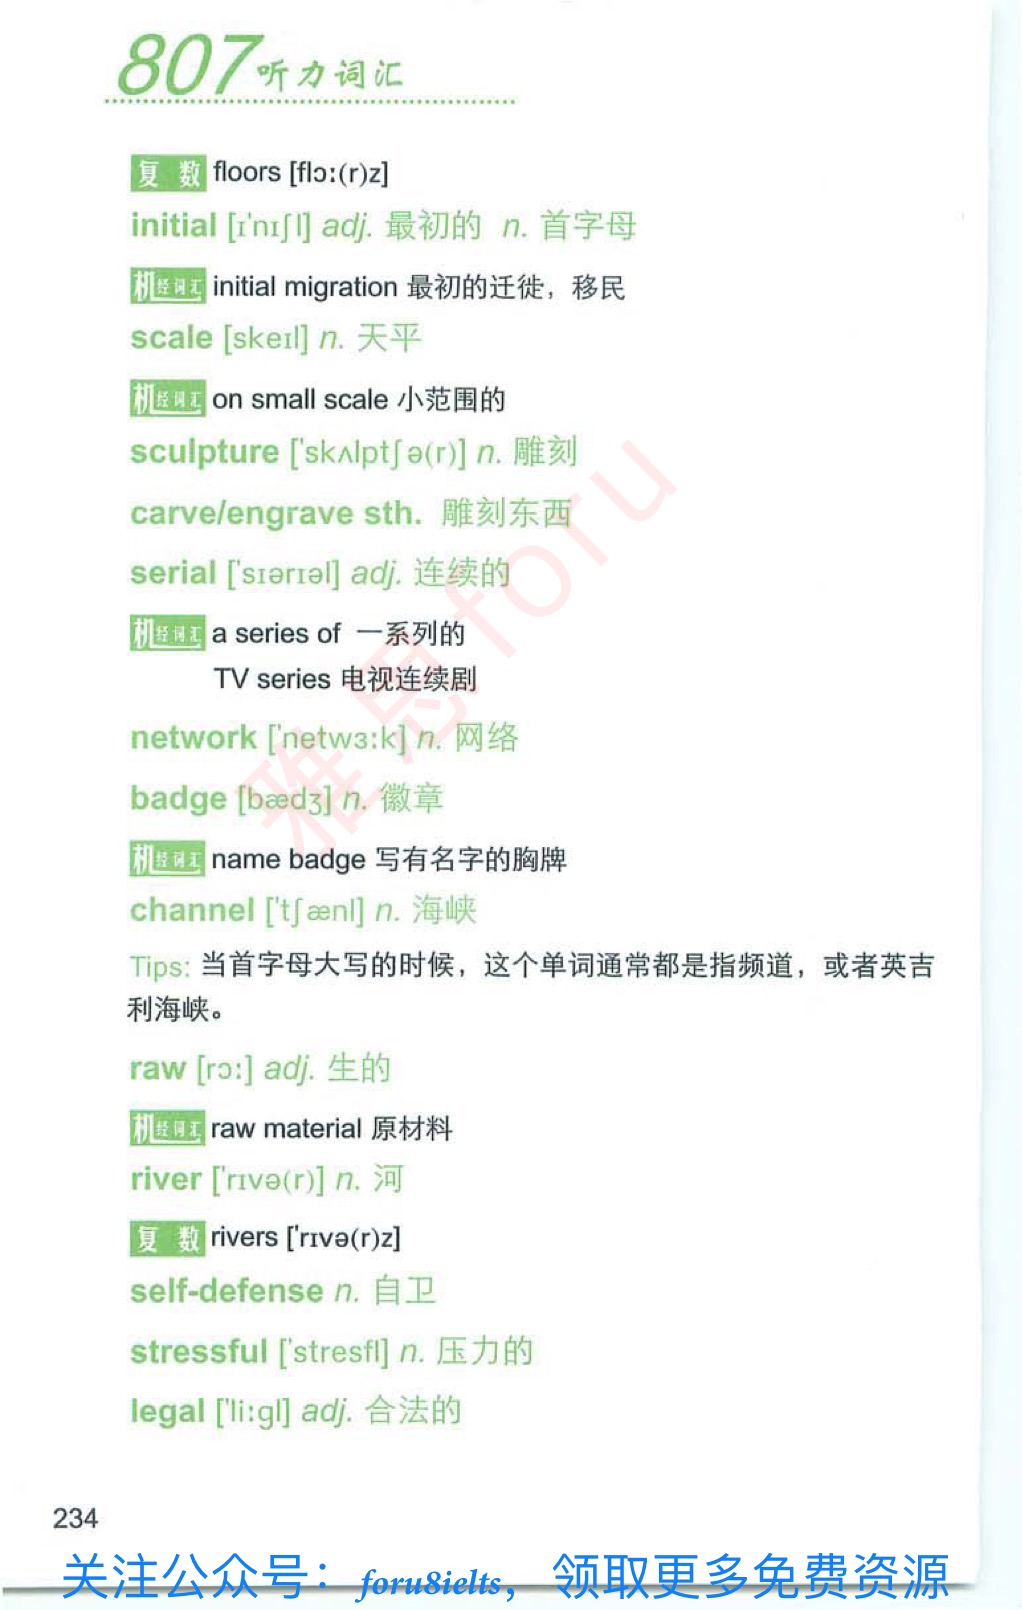 807听力词汇
复 数 floors [flɔ:(r)z]
initial [ɪ'nɪʃl] adj. 最初的 n. 首字母
机经词汇 initial migration 最初的迁徙，移民
scale [skeɪl] n. 天平
机经词汇 on small scale 小范围的
sculpture ['skʌlptʃə(r)] n. 雕刻
carve/engrave sth. 雕刻东西
serial ['sɪərɪəl] adj. 连续的
机经词汇 a series of 一系列的
TV series 电视连续剧
network ['netwɜ:k] n. 网络
badge [bædʒ] n. 徽章
机经词汇 name badge 写有名字的胸牌
channel ['tʃænl] n. 海峡
Tips: 当首字母大写的时候，这个单词通常都是指频道，或者英吉
利海峡。
raw [rɔ:] adj. 生的
机经词汇 raw material 原材料
river ['rɪvə(r)] n. 河
复 数 rivers ['rɪvə(r)z]
self-defense n. 自卫
stressful ['stresfl] n. 压力的
legal ['li:gl] adj. 合法的
雅思foru
234
关注公众号：foru8ielts，领取更多免费资源